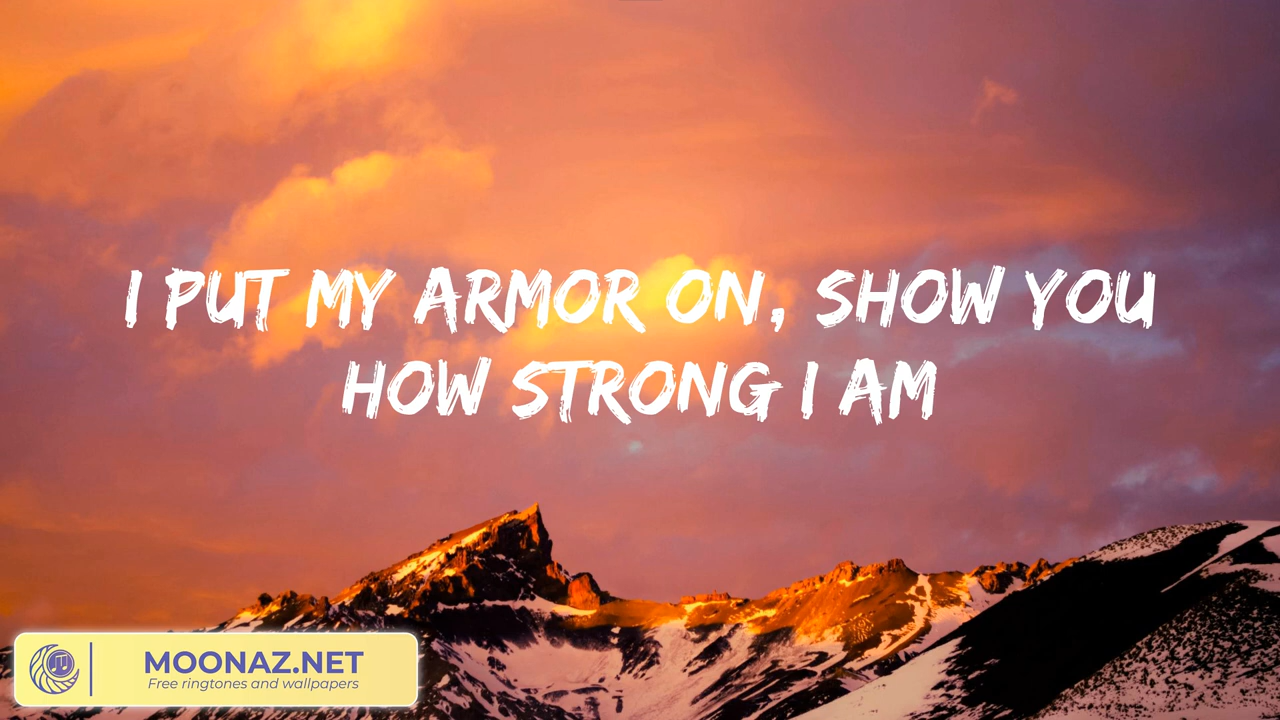 I PUT MY ARMOR ON, SHOW YOU
HOW STRONG I AM
MOONAZ.NET
Free ringtones and wallpapers